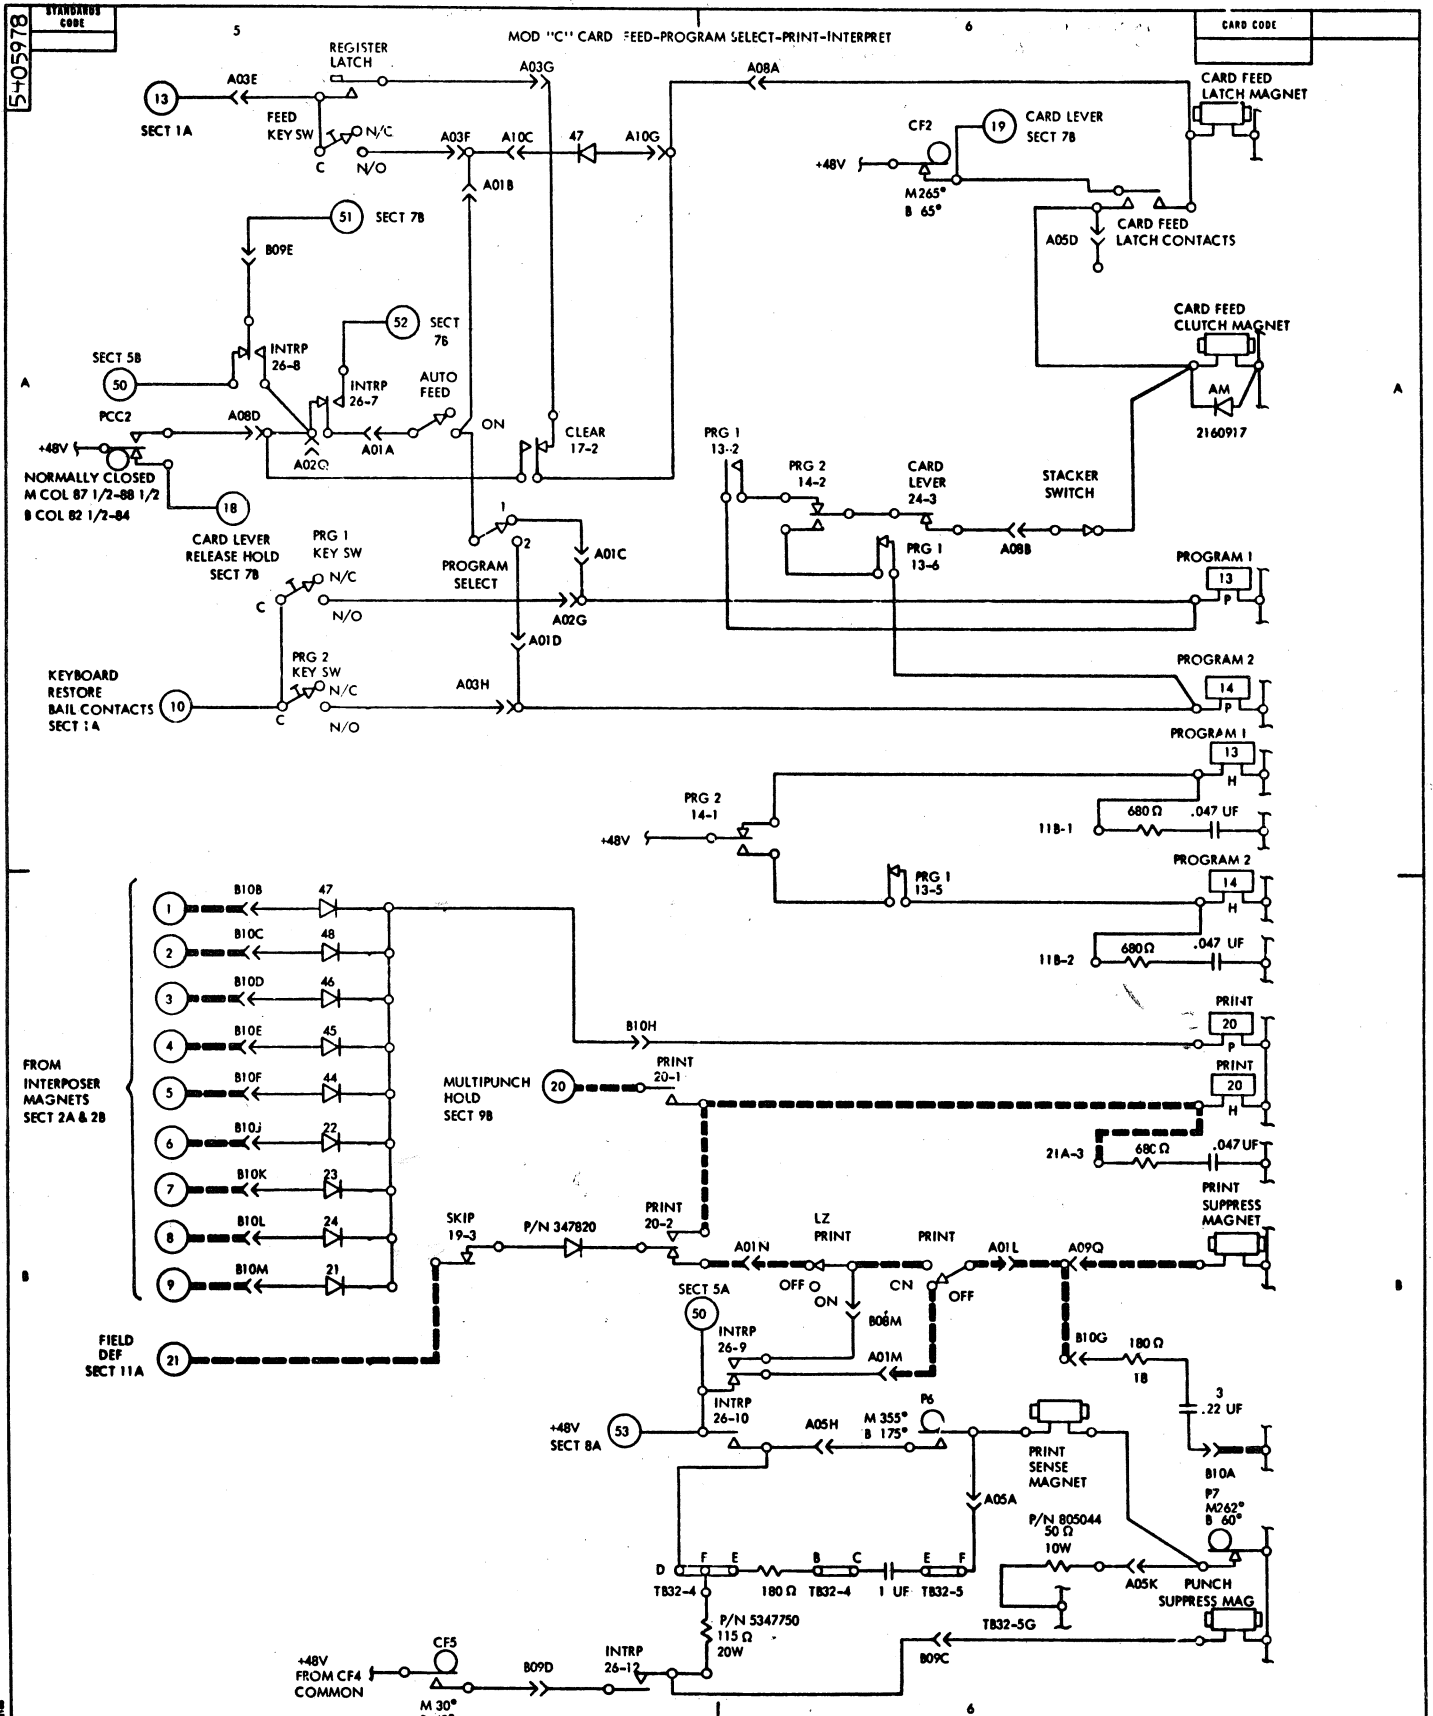 5405978
STANDARDS
CODE
5
MOD "C" CARD FEED-PROGRAM SELECT-PRINT-INTERPRET
6
CARD CODE
REGISTER
LATCH
A03E
13
SECT 1A
FEED
KEY SW
N/C
C
N/O
A03G
A03F
A10C
47
A10G
A01B
A08A
CARD FEED
LATCH MAGNET
CF2
19
CARD LEVER
SECT 7B
+48V
M265°
B 65°
A05D
CARD FEED
LATCH CONTACTS
51
SECT 7B
B09E
52
SECT
7B
SECT 5B
50
INTRP
26-8
INTRP
26-7
AUTO
FEED
ON
A
PCC2
+48V
A08D
A02Q
A01A
NORMALLY CLOSED
M COL 87 1/2-88 1/2
B COL 82 1/2-84
18
CARD LEVER
RELEASE HOLD
SECT 7B
CLEAR
17-2
CARD FEED
CLUTCH MAGNET
AM
2160917
A
PRG 1
13-2
PRG 2
14-2
CARD
LEVER
24-3
STACKER
SWITCH
PRG 1
13-6
A08B
1
2
PROGRAM
SELECT
A01C
PRG 1
KEY SW
N/C
C
N/O
A02G
A01D
PROGRAM 1
13
P
KEYBOARD
RESTORE
BAIL CONTACTS
SECT 1A
10
PRG 2
KEY SW
N/C
C
N/O
A03H
PROGRAM 2
14
P
PROGRAM 1
13
H
PRG 2
14-1
+48V
11B-1
680 Ω
.047 UF
PROGRAM 2
14
H
PRG 1
13-5
11B-2
680 Ω
.047 UF
FROM
INTERPOSER
MAGNETS
SECT 2A & 2B
1
B10B
47
2
B10C
48
3
B10D
46
4
B10E
45
5
B10F
44
6
B10J
22
7
B10K
23
8
B10L
24
9
B10M
21
B10H
PRINT
20
P
MULTIPUNCH
HOLD
SECT 9B
20
PRINT
20-1
PRINT
20
H
21A-3
680 Ω
.047 UF
B
FIELD
DEF
SECT 11A
21
SKIP
19-3
P/N 347820
PRINT
20-2
A01N
LZ
PRINT
OFF
ON
B08M
PRINT
ON
OFF
A01L
A09Q
PRINT
SUPPRESS
MAGNET
B
SECT 5A
50
INTRP
26-9
A01M
B10G
180 Ω
1B
3
.22 UF
B10A
+48V
SECT 8A
53
INTRP
26-10
A05H
M 355°
B 175°
P6
PRINT
SENSE
MAGNET
A05A
P7
M262°
B 60°
P/N 805044
50 Ω
10W
A05K
TB32-5G
PUNCH
SUPPRESS MAG
D
F
E
TB32-4
180 Ω
B
C
TB32-4
1 UF
E
F
TB32-5
P/N 5347750
115 Ω
20W
B09C
+48V
FROM CF4
COMMON
CF5
M 30°
B09D
INTRP
26-12
6